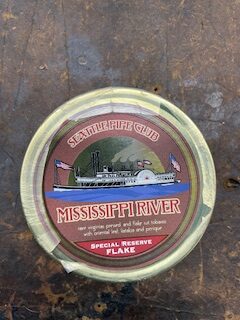 SEATTLE PIPE CLUB
MISSISSIPPI RIVER
rare virginias pressed and flake cut tobaccos
with oriental leaf, latakia and perique
SPECIAL RESERVE
FLAKE